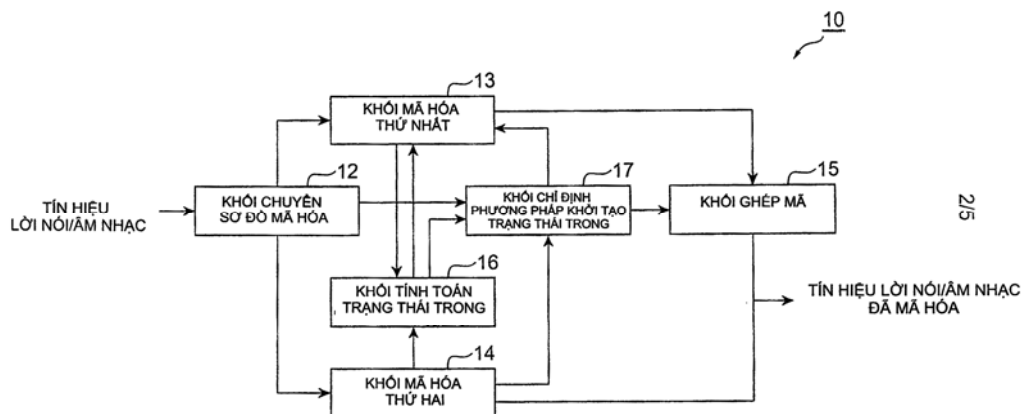 10
13
KHỐI MÃ HÓA
THỨ NHẤT
12
KHỐI CHUYỂN
SƠ ĐỒ MÃ HÓA
17
KHỐI CHỈ ĐỊNH
PHƯƠNG PHÁP KHỞI TẠO
TRẠNG THÁI TRONG
15
KHỐI GHÉP MÃ
TÍN HIỆU
LỜI NÓI/ÂM NHẠC
2/5
16
KHỐI TÍNH TOÁN
TRẠNG THÁI TRONG
TÍN HIỆU LỜI NÓI/ÂM NHẠC
ĐÃ MÃ HÓA
14
KHỐI MÃ HÓA
THỨ HAI